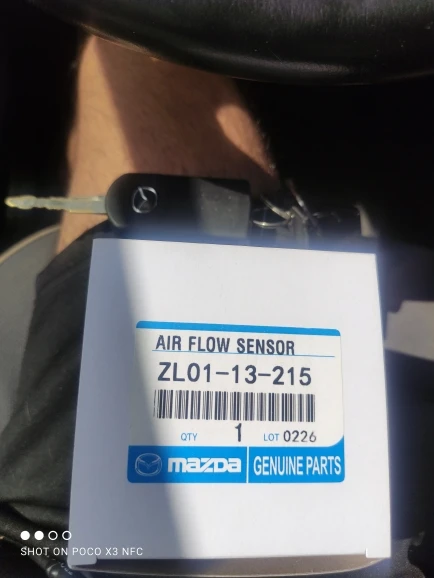 AIR FLOW SENSOR
ZL01-13-215
QTY 1 LOT 0226
mazda GENUINE PARTS
SHOT ON POCO X3 NFC